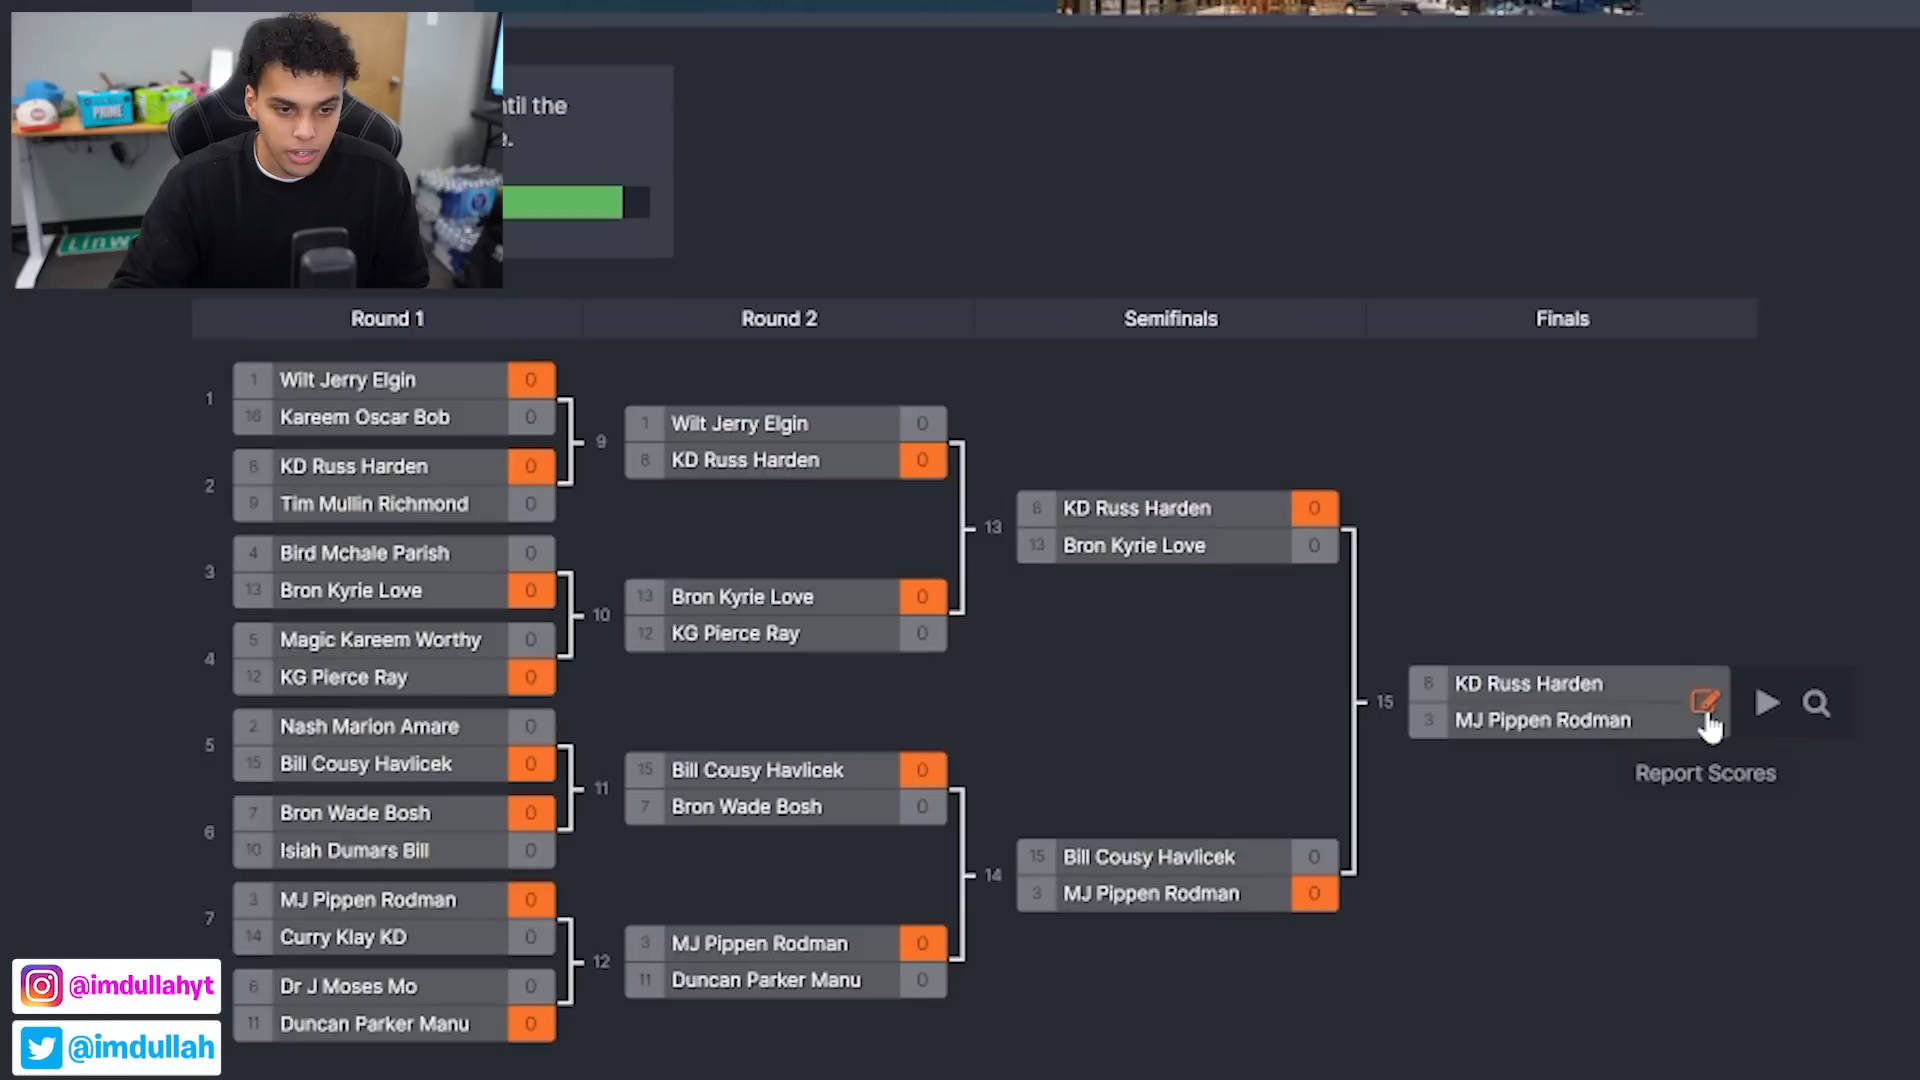 PRIME
Linw
ntil the
Round 1
Round 2
Semifinals
Finals
1
1 Wilt Jerry Elgin 0
16 Kareem Oscar Bob 0
2
8 KD Russ Harden 0
9 Tim Mullin Richmond 0
3
4 Bird Mchale Parish 0
13 Bron Kyrie Love 0
4
5 Magic Kareem Worthy 0
12 KG Pierce Ray 0
5
2 Nash Marion Amare 0
15 Bill Cousy Havlicek 0
6
7 Bron Wade Bosh 0
10 Isiah Dumars Bill 0
7
3 MJ Pippen Rodman 0
14 Curry Klay KD 0
6 Dr J Moses Mo 0
11 Duncan Parker Manu 0
9
1 Wilt Jerry Elgin 0
8 KD Russ Harden 0
10
13 Bron Kyrie Love 0
12 KG Pierce Ray 0
11
15 Bill Cousy Havlicek 0
7 Bron Wade Bosh 0
12
3 MJ Pippen Rodman 0
11 Duncan Parker Manu 0
13
8 KD Russ Harden 0
13 Bron Kyrie Love 0
14
15 Bill Cousy Havlicek 0
3 MJ Pippen Rodman 0
15
8 KD Russ Harden
3 MJ Pippen Rodman
Report Scores
@imdullahyt
@imdullah